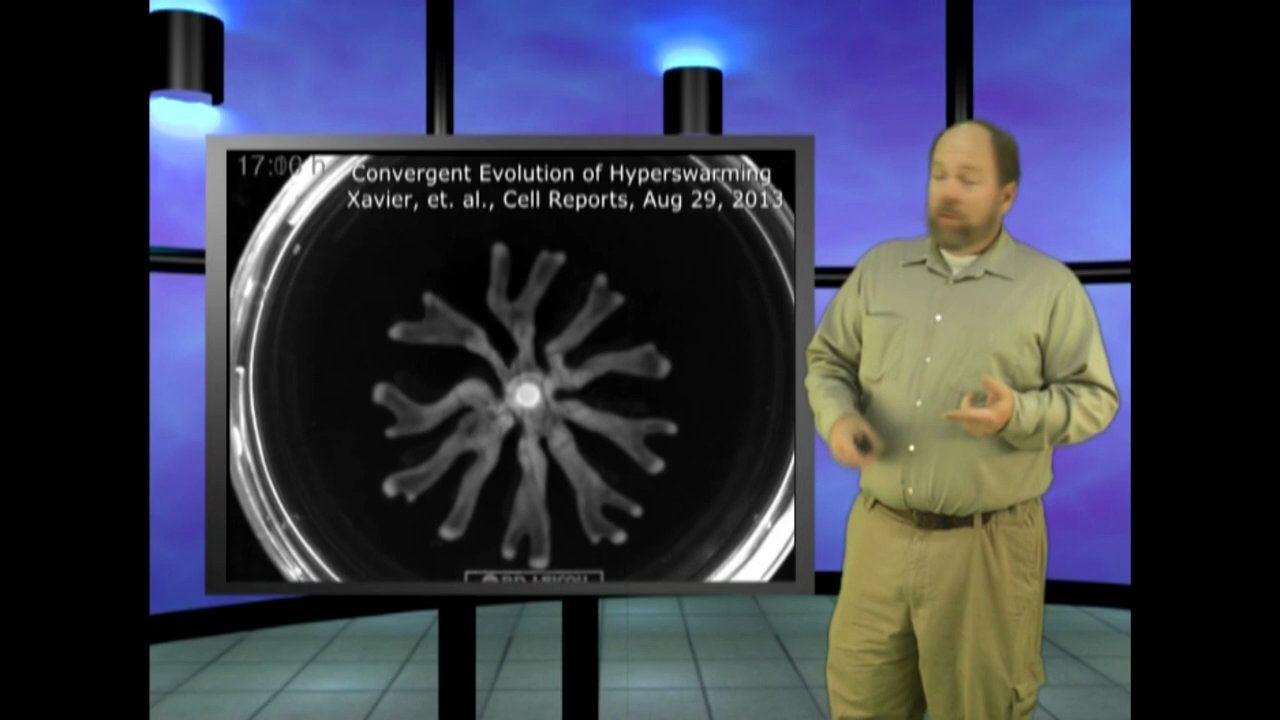 17:00 h
Convergent Evolution of Hyperswarming
Xavier, et. al., Cell Reports, Aug 29, 2013